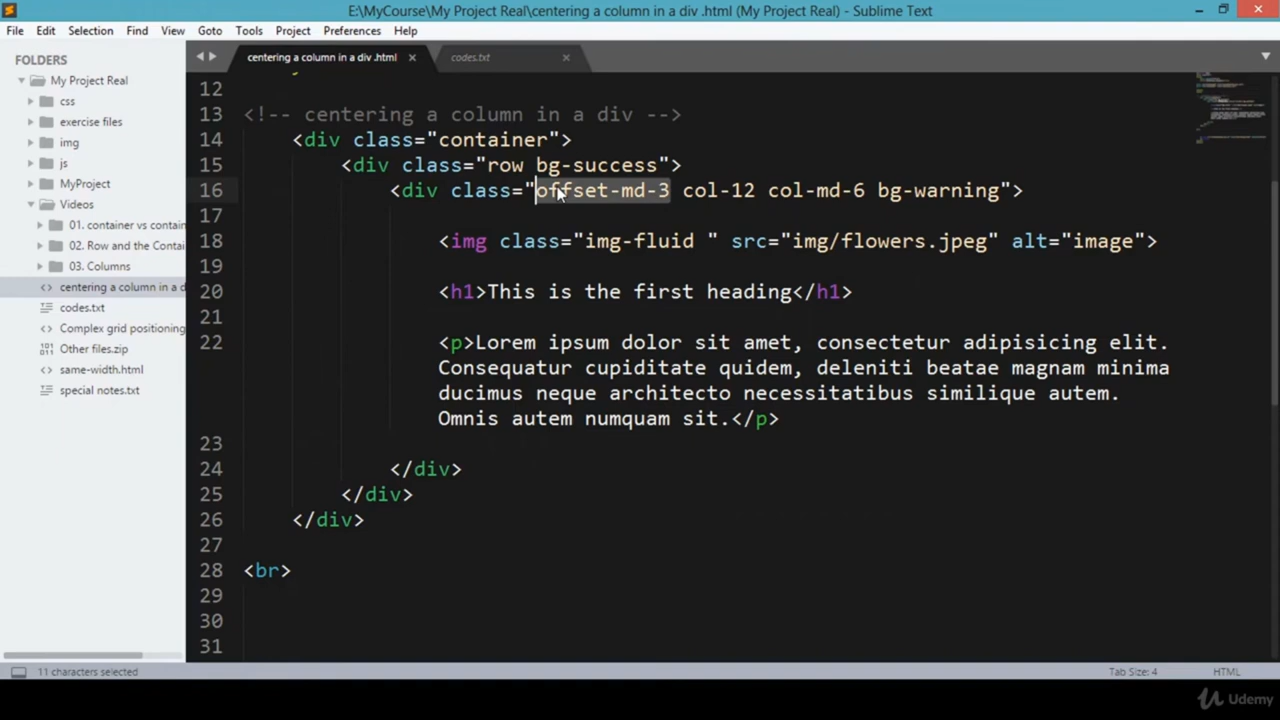 E:\MyCourse\My Project Real\centering a column in a div .html (My Project Real) - Sublime Text
File Edit Selection Find View Goto Tools Project Preferences Help
FOLDERS
My Project Real
css
exercise files
img
js
MyProject
Videos
01. container vs contain
02. Row and the Contai
03. Columns
centering a column in a d
codes.txt
Complex grid positioning
Other files.zip
same-width.html
special notes.txt
centering a column in a div .html
codes.txt
12
13 <!-- centering a column in a div -->
14 <div class="container">
15 <div class="row bg-success">
16 <div class="offset-md-3 col-12 col-md-6 bg-warning">
17
18 <img class="img-fluid " src="img/flowers.jpeg" alt="image">
19
20 <h1>This is the first heading</h1>
21
22 <p>Lorem ipsum dolor sit amet, consectetur adipisicing elit.
Consequatur cupiditate quidem, deleniti beatae magnam minima
ducimus neque architecto necessitatibus similique autem.
Omnis autem numquam sit.</p>
23
24 </div>
25 </div>
26 </div>
27
28 <br>
29
30
31
11 characters selected
Tab Size: 4
HTML
Udemy